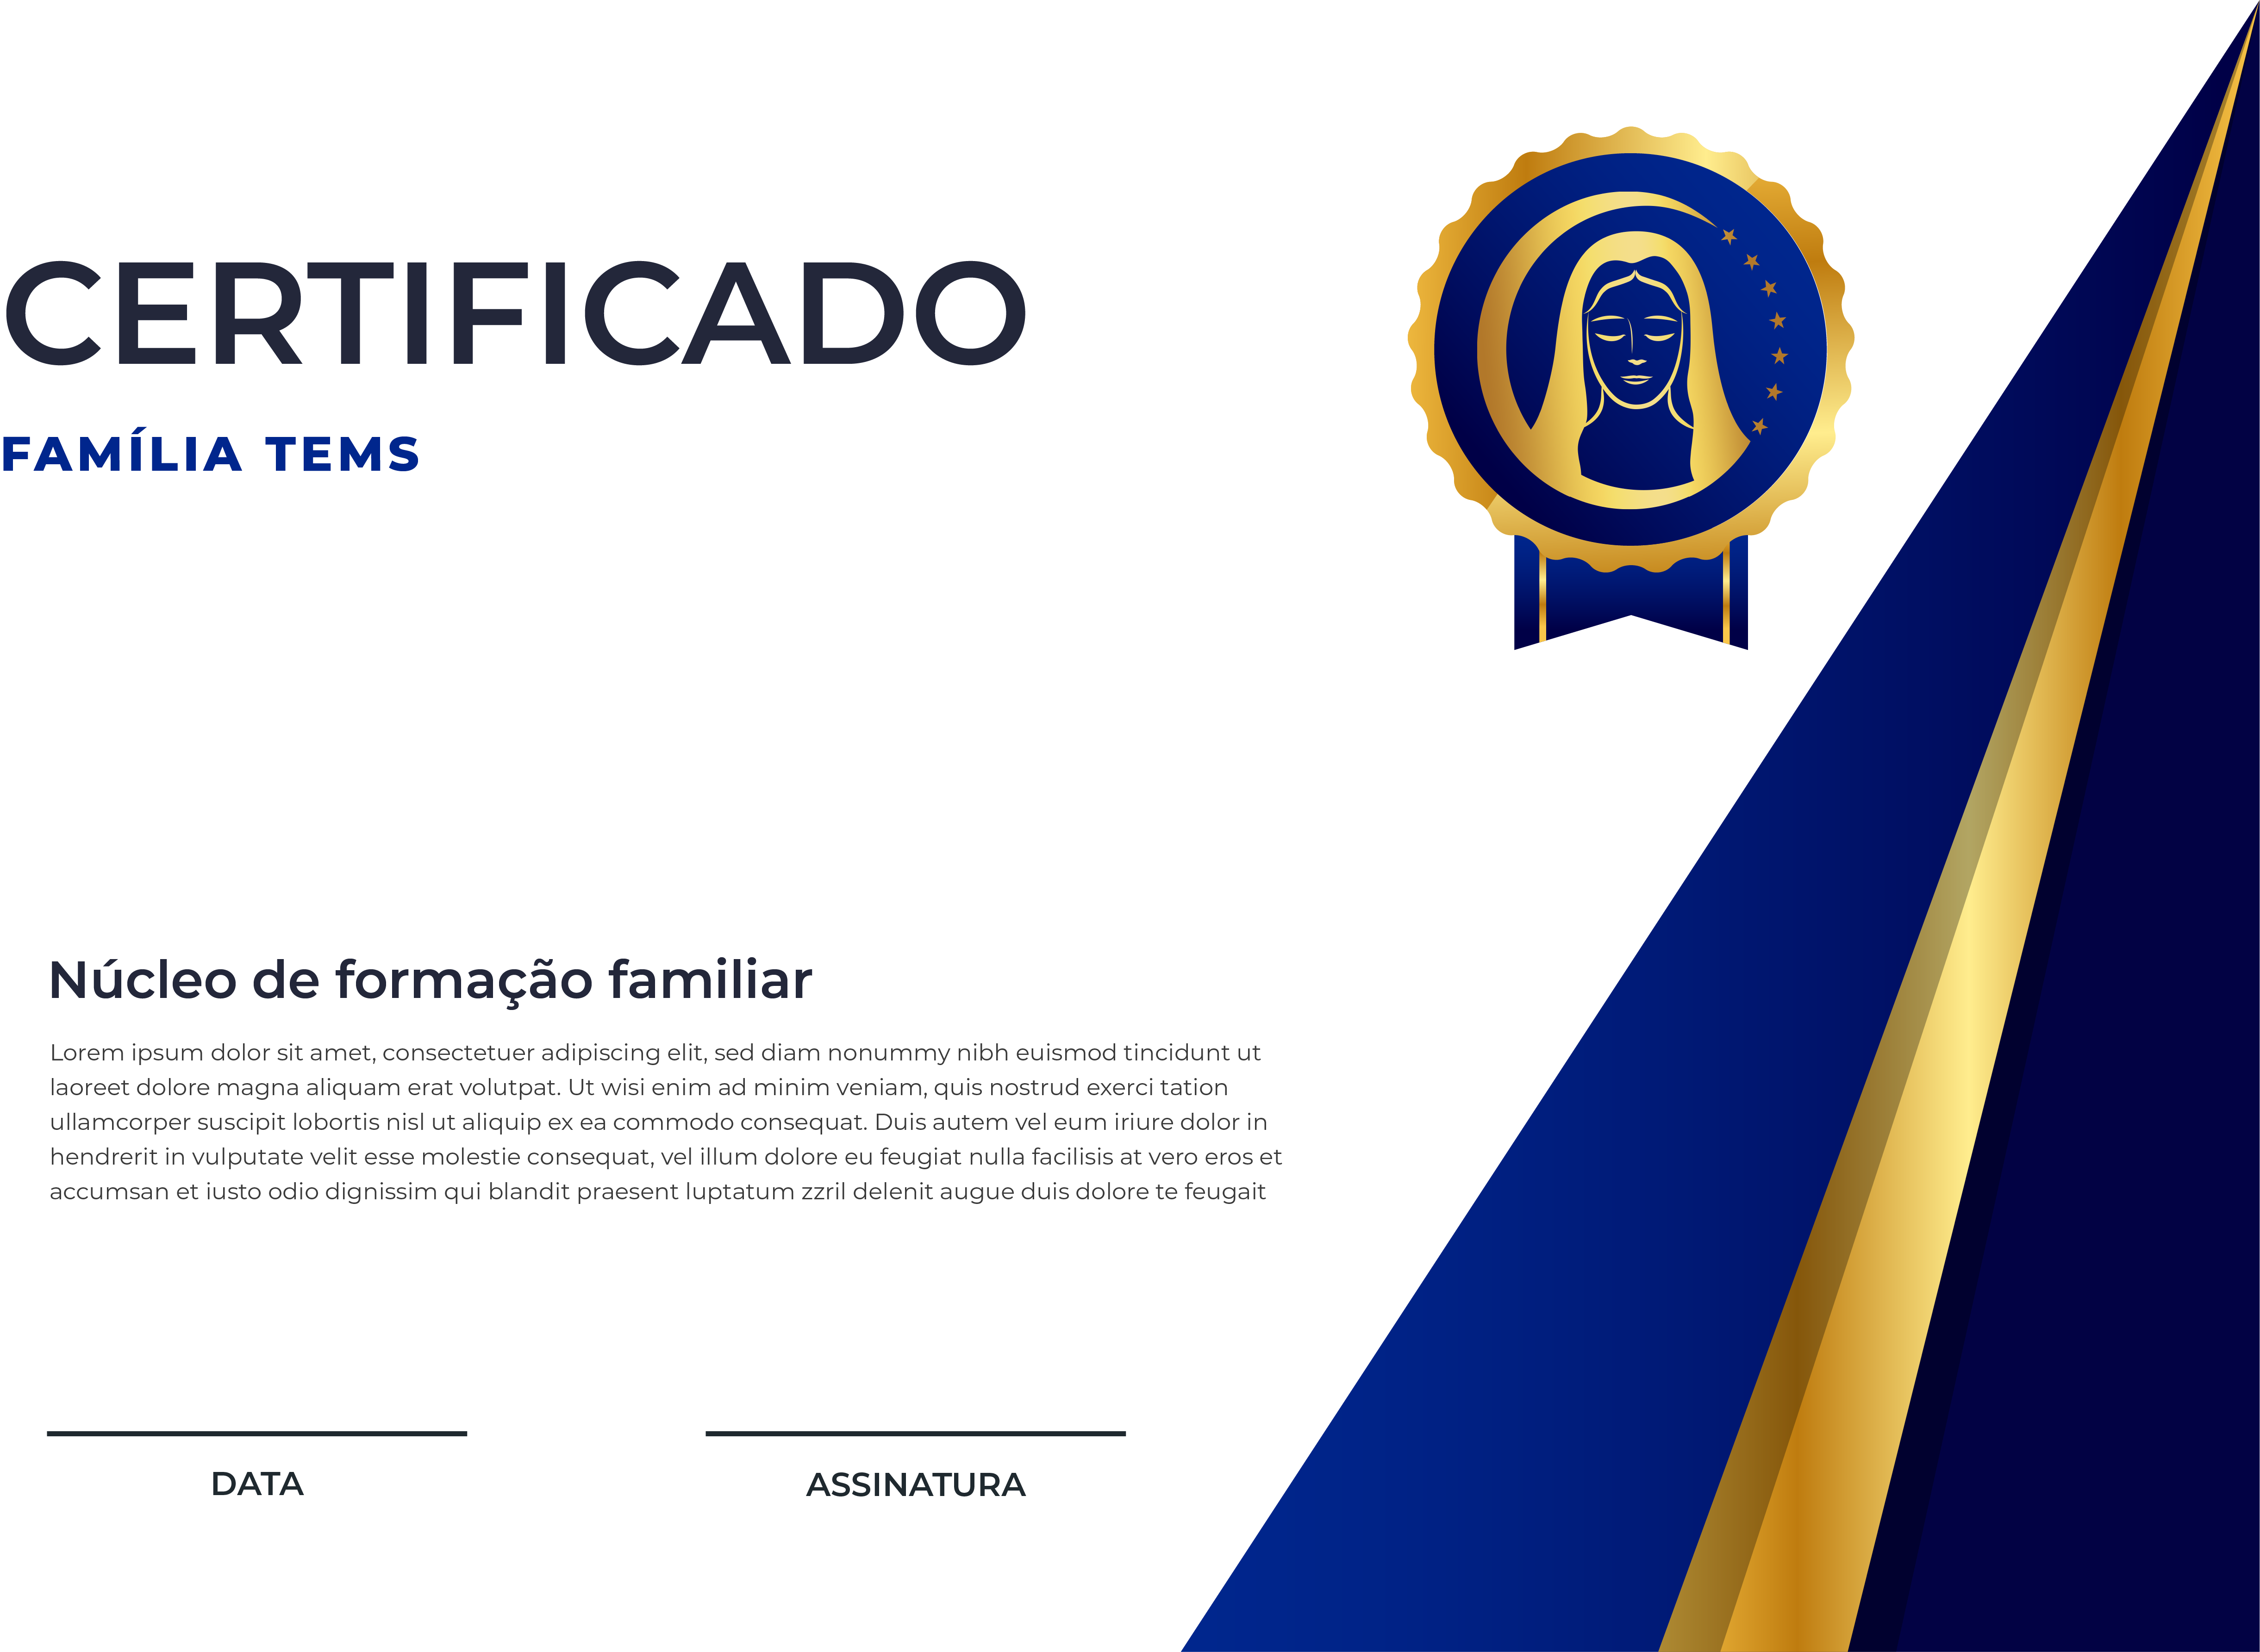 CERTIFICADO
FAMÍLIA TEMS
Núcleo de formação familiar
Lorem ipsum dolor sit amet, consectetuer adipiscing elit, sed diam nonummy nibh euismod tincidunt ut
laoreet dolore magna aliquam erat volutpat. Ut wisi enim ad minim veniam, quis nostrud exerci tation
ullamcorper suscipit lobortis nisl ut aliquip ex ea commodo consequat. Duis autem vel eum iriure dolor in
hendrerit in vulputate velit esse molestie consequat, vel illum dolore eu feugiat nulla facilisis at vero eros et
accumsan et iusto odio dignissim qui blandit praesent luptatum zzril delenit augue duis dolore te feugait
DATA
ASSINATURA